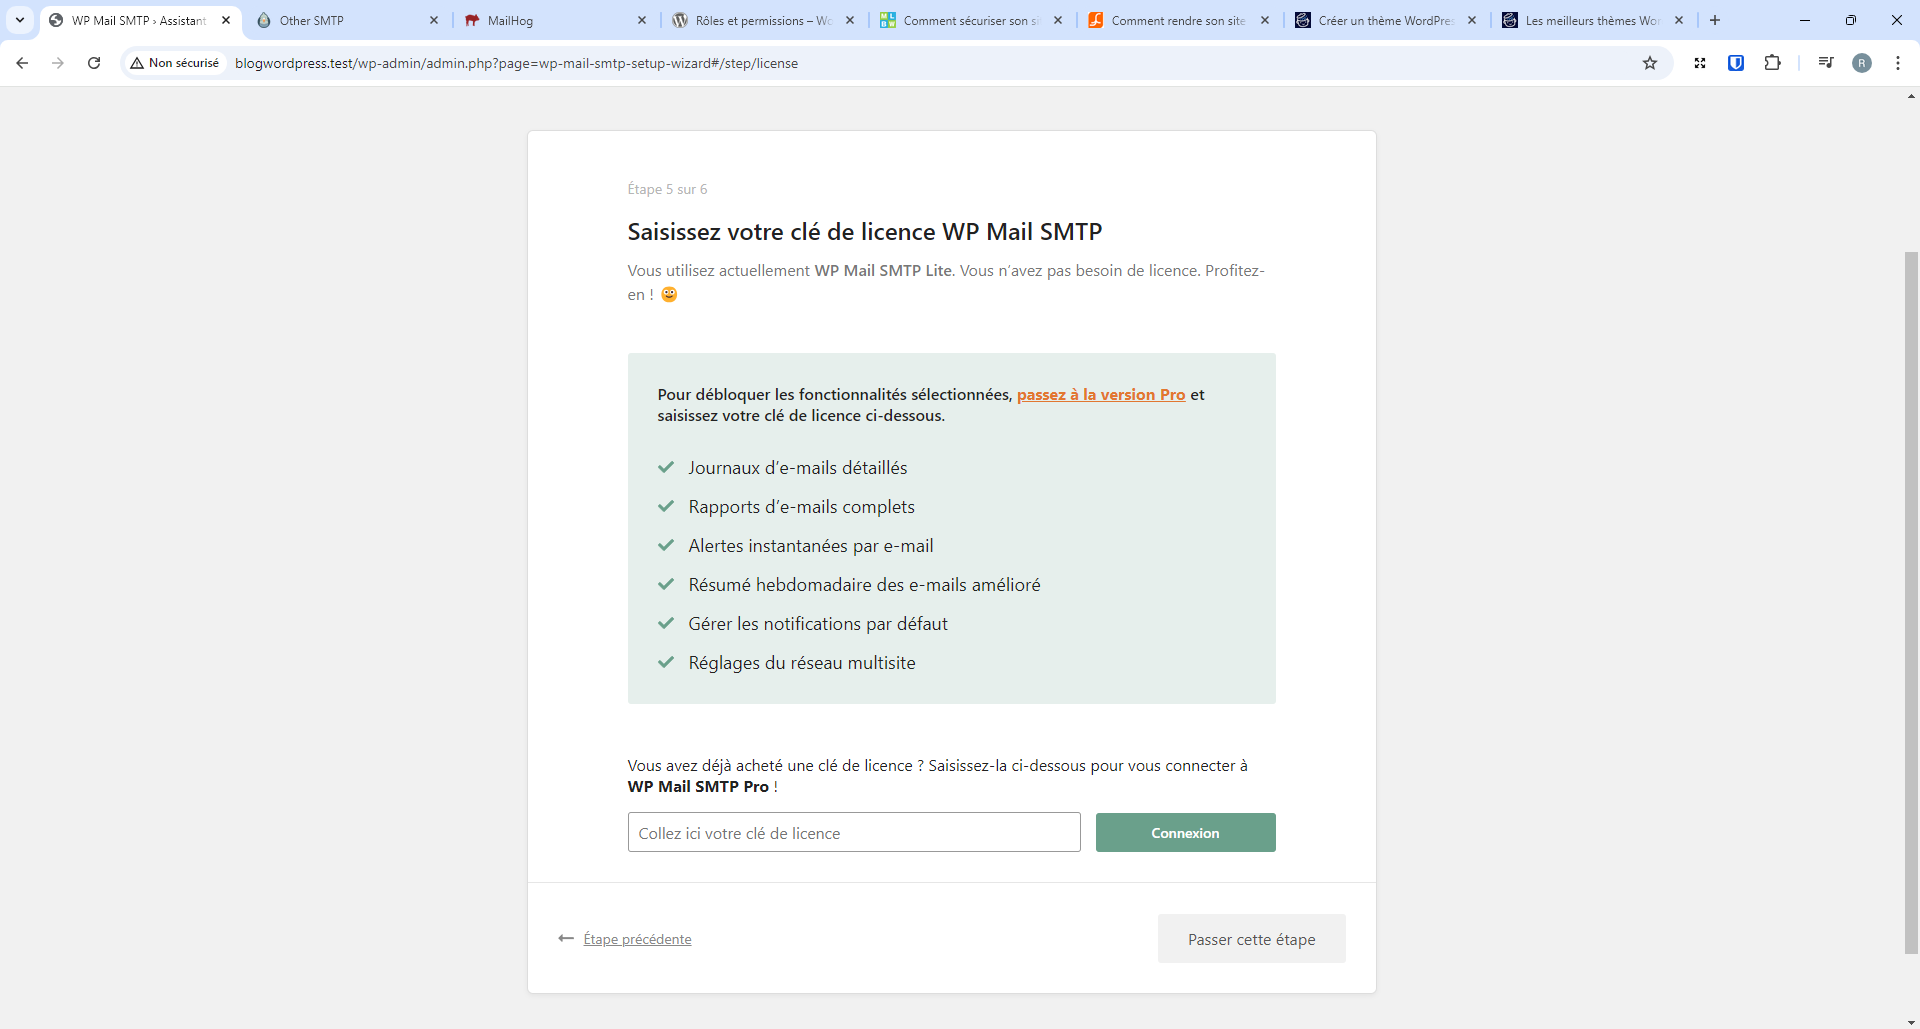 WP Mail SMTP › Assistant
Other SMTP
MailHog
Rôles et permissions – Wo
Comment sécuriser son si
Comment rendre son site
Créer un thème WordPres
Les meilleurs thèmes Wor
Non sécurisé
blogwordpress.test/wp-admin/admin.php?page=wp-mail-smtp-setup-wizard#/step/license
R
Étape 5 sur 6
Saisissez votre clé de licence WP Mail SMTP
Vous utilisez actuellement WP Mail SMTP Lite. Vous n’avez pas besoin de licence. Profitez-
en ! 🙂
Pour débloquer les fonctionnalités sélectionnées, passez à la version Pro et
saisissez votre clé de licence ci-dessous.
Journaux d’e-mails détaillés
Rapports d’e-mails complets
Alertes instantanées par e-mail
Résumé hebdomadaire des e-mails amélioré
Gérer les notifications par défaut
Réglages du réseau multisite
Vous avez déjà acheté une clé de licence ? Saisissez-la ci-dessous pour vous connecter à
WP Mail SMTP Pro !
Collez ici votre clé de licence
Connexion
Étape précédente
Passer cette étape